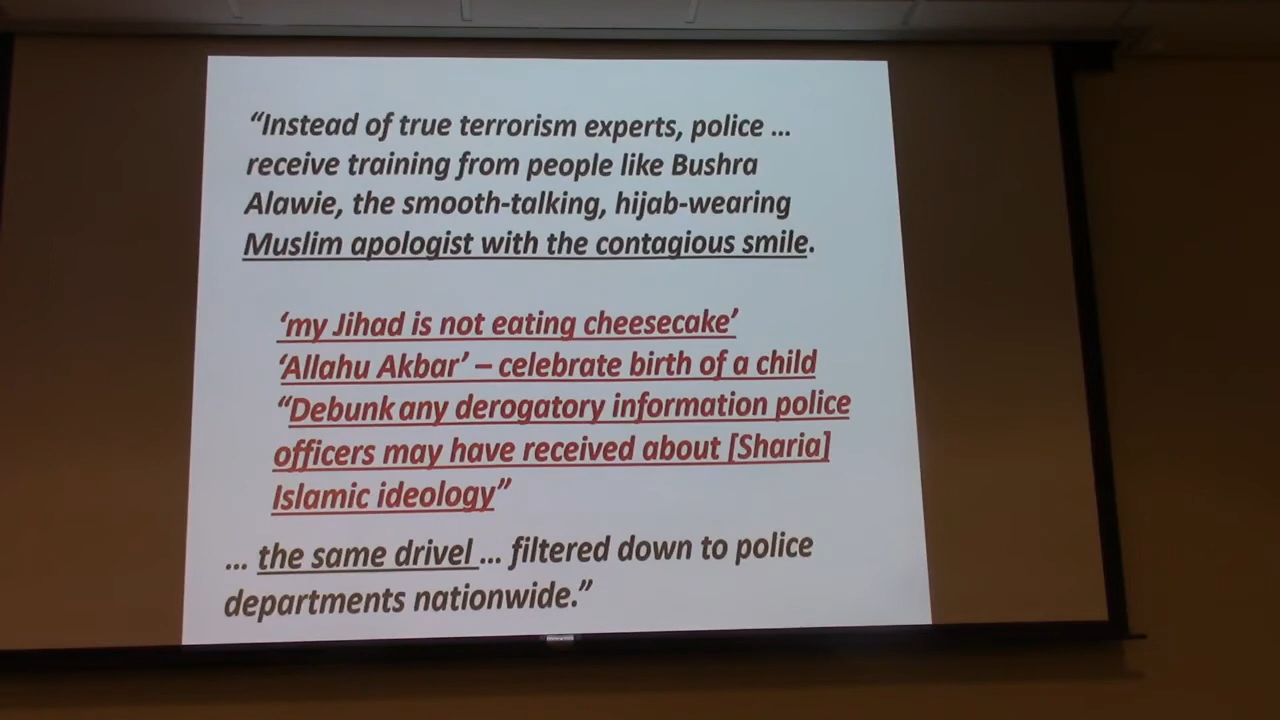 “Instead of true terrorism experts, police ...
receive training from people like Bushra
Alawie, the smooth-talking, hijab-wearing
Muslim apologist with the contagious smile.
‘my Jihad is not eating cheesecake’
‘Allahu Akbar’ – celebrate birth of a child
“Debunk any derogatory information police
officers may have received about [Sharia]
Islamic ideology”
... the same drivel ... filtered down to police
departments nationwide.”